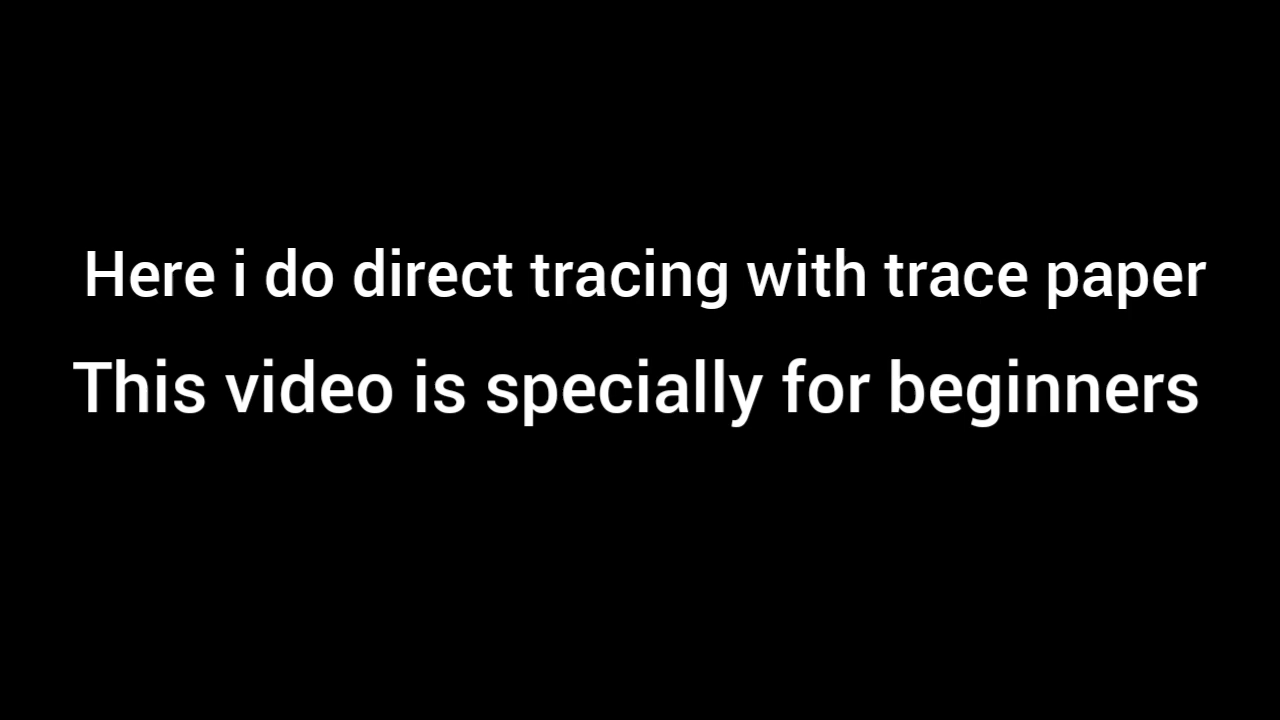 Here i do direct tracing with trace paper
This video is specially for beginners